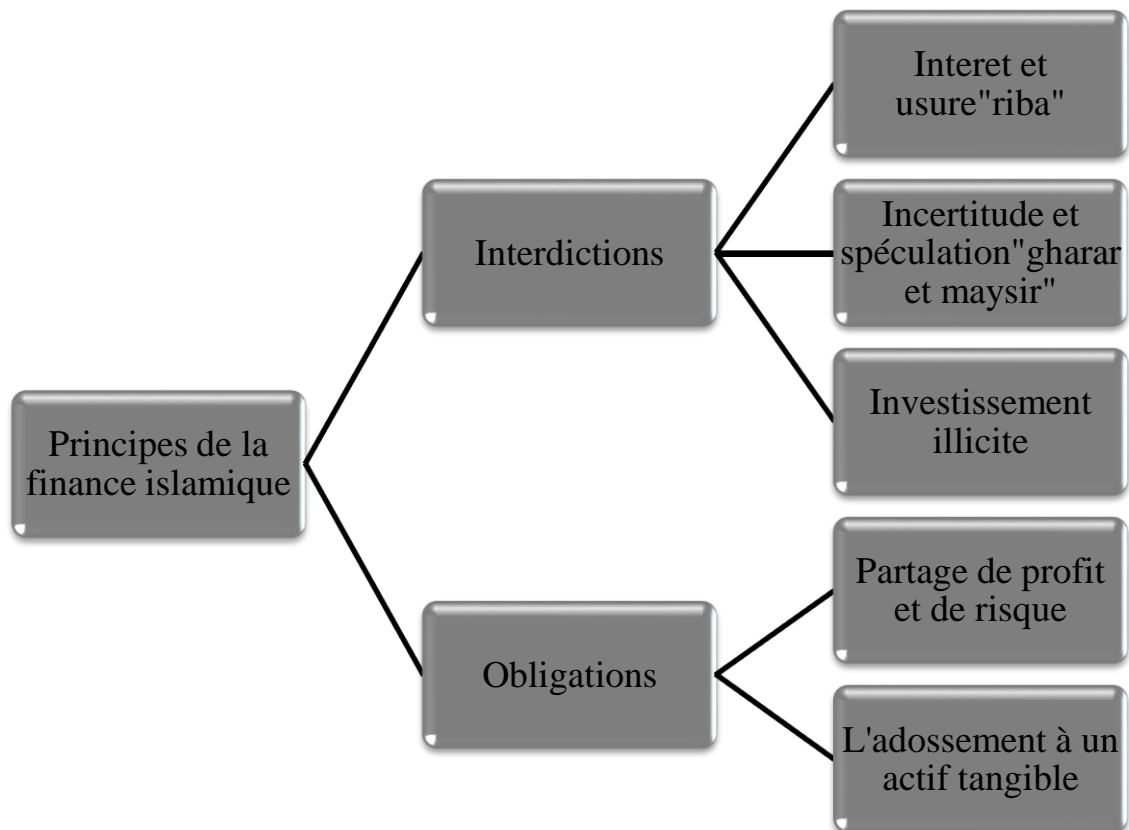 Principes de la
finance islamique
Interdictions
Interet et
usure"riba"
Incertitude et
spéculation"gharar
et maysir"
Investissement
illicite
Obligations
Partage de profit
et de risque
L'adossement à un
actif tangible